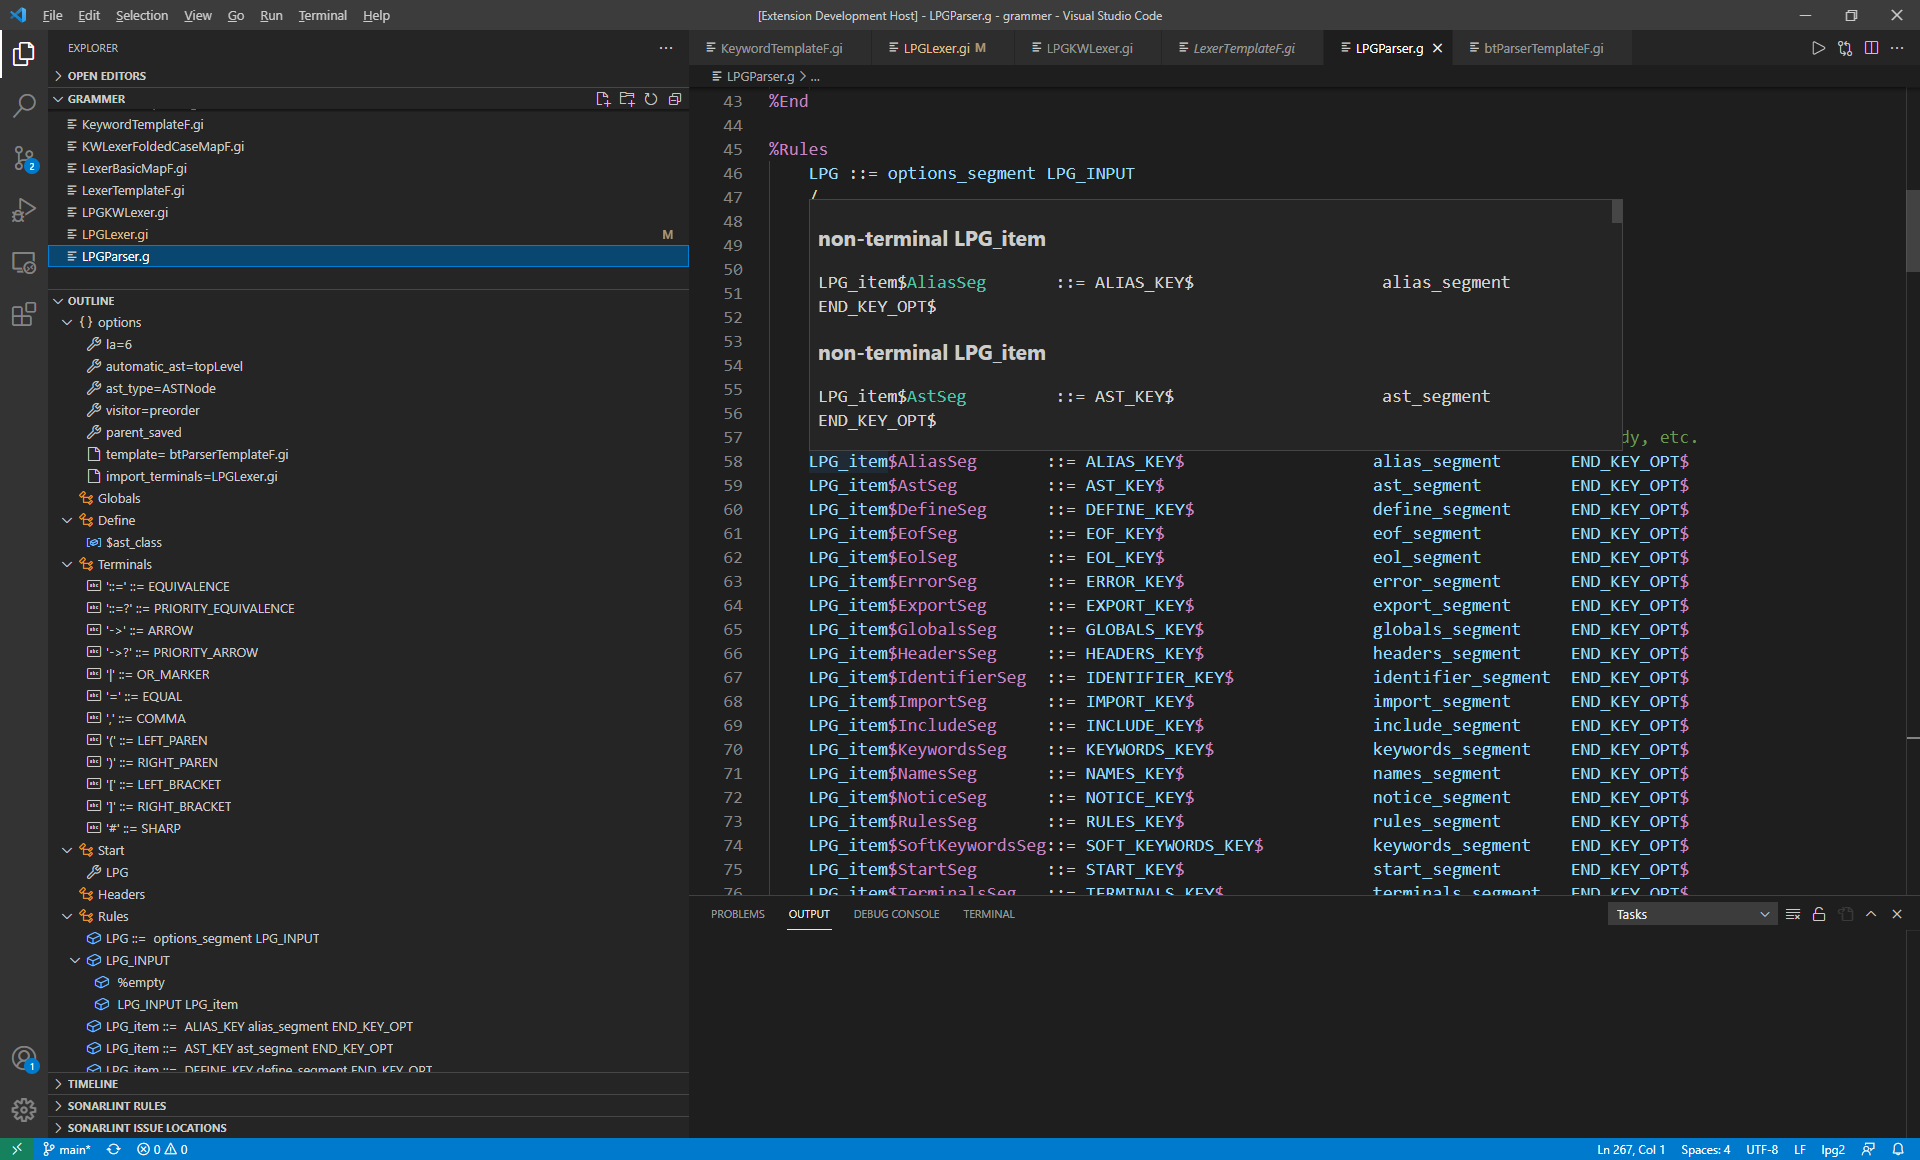 File Edit Selection View Go Run Terminal Help
[Extension Development Host] - LPGParser.g - grammer - Visual Studio Code
EXPLORER
OPEN EDITORS
GRAMMER
KeywordTemplateF.gi
KWLexerFoldedCaseMapF.gi
LexerBasicMapF.gi
LexerTemplateF.gi
LPGKWLexer.gi
LPGLexer.gi M
LPGParser.g
OUTLINE
{} options
la=6
automatic_ast=topLevel
ast_type=ASTNode
visitor=preorder
parent_saved
template= btParserTemplateF.gi
import_terminals=LPGLexer.gi
Globals
Define
$ast_class
Terminals
'::=' ::= EQUIVALENCE
'::=?' ::= PRIORITY_EQUIVALENCE
'->' ::= ARROW
'->?' ::= PRIORITY_ARROW
'|' ::= OR_MARKER
'=' ::= EQUAL
',' ::= COMMA
'(' ::= LEFT_PAREN
')' ::= RIGHT_PAREN
'[' ::= LEFT_BRACKET
']' ::= RIGHT_BRACKET
'#' ::= SHARP
Start
LPG
Headers
Rules
LPG ::= options_segment LPG_INPUT
LPG_INPUT
%empty
LPG_INPUT LPG_item
LPG_item ::= ALIAS_KEY alias_segment END_KEY_OPT
LPG_item ::= AST_KEY ast_segment END_KEY_OPT
LPG_item ::= DEFINE_KEY define_segment END_KEY_OPT
TIMELINE
SONARLINT RULES
SONARLINT ISSUE LOCATIONS
2
1
KeywordTemplateF.gi LPGLexer.gi M LPGKWLexer.gi LexerTemplateF.gi LPGParser.g btParserTemplateF.gi
LPGParser.g > ...
43 %End
44
45 %Rules
46 LPG ::= options_segment LPG_INPUT
47 /
48
49
50
51
52
53
54
55
56
57 dy, etc.
non-terminal LPG_item
LPG_item$AliasSeg ::= ALIAS_KEY$ alias_segment
END_KEY_OPT$
non-terminal LPG_item
LPG_item$AstSeg ::= AST_KEY$ ast_segment
END_KEY_OPT$
58 LPG_item$AliasSeg ::= ALIAS_KEY$ alias_segment END_KEY_OPT$
59 LPG_item$AstSeg ::= AST_KEY$ ast_segment END_KEY_OPT$
60 LPG_item$DefineSeg ::= DEFINE_KEY$ define_segment END_KEY_OPT$
61 LPG_item$EofSeg ::= EOF_KEY$ eof_segment END_KEY_OPT$
62 LPG_item$EolSeg ::= EOL_KEY$ eol_segment END_KEY_OPT$
63 LPG_item$ErrorSeg ::= ERROR_KEY$ error_segment END_KEY_OPT$
64 LPG_item$ExportSeg ::= EXPORT_KEY$ export_segment END_KEY_OPT$
65 LPG_item$GlobalsSeg ::= GLOBALS_KEY$ globals_segment END_KEY_OPT$
66 LPG_item$HeadersSeg ::= HEADERS_KEY$ headers_segment END_KEY_OPT$
67 LPG_item$IdentifierSeg ::= IDENTIFIER_KEY$ identifier_segment END_KEY_OPT$
68 LPG_item$ImportSeg ::= IMPORT_KEY$ import_segment END_KEY_OPT$
69 LPG_item$IncludeSeg ::= INCLUDE_KEY$ include_segment END_KEY_OPT$
70 LPG_item$KeywordsSeg ::= KEYWORDS_KEY$ keywords_segment END_KEY_OPT$
71 LPG_item$NamesSeg ::= NAMES_KEY$ names_segment END_KEY_OPT$
72 LPG_item$NoticeSeg ::= NOTICE_KEY$ notice_segment END_KEY_OPT$
73 LPG_item$RulesSeg ::= RULES_KEY$ rules_segment END_KEY_OPT$
74 LPG_item$SoftKeywordsSeg::= SOFT_KEYWORDS_KEY$ keywords_segment END_KEY_OPT$
75 LPG_item$StartSeg ::= START_KEY$ start_segment END_KEY_OPT$
76 LPG_item$TerminalsSeg ::= TERMINALS_KEY$ terminals_segment END_KEY_OPT$
PROBLEMS OUTPUT DEBUG CONSOLE TERMINAL
Tasks
main* 0 0
Ln 267, Col 1 Spaces: 4 UTF-8 LF lpg2